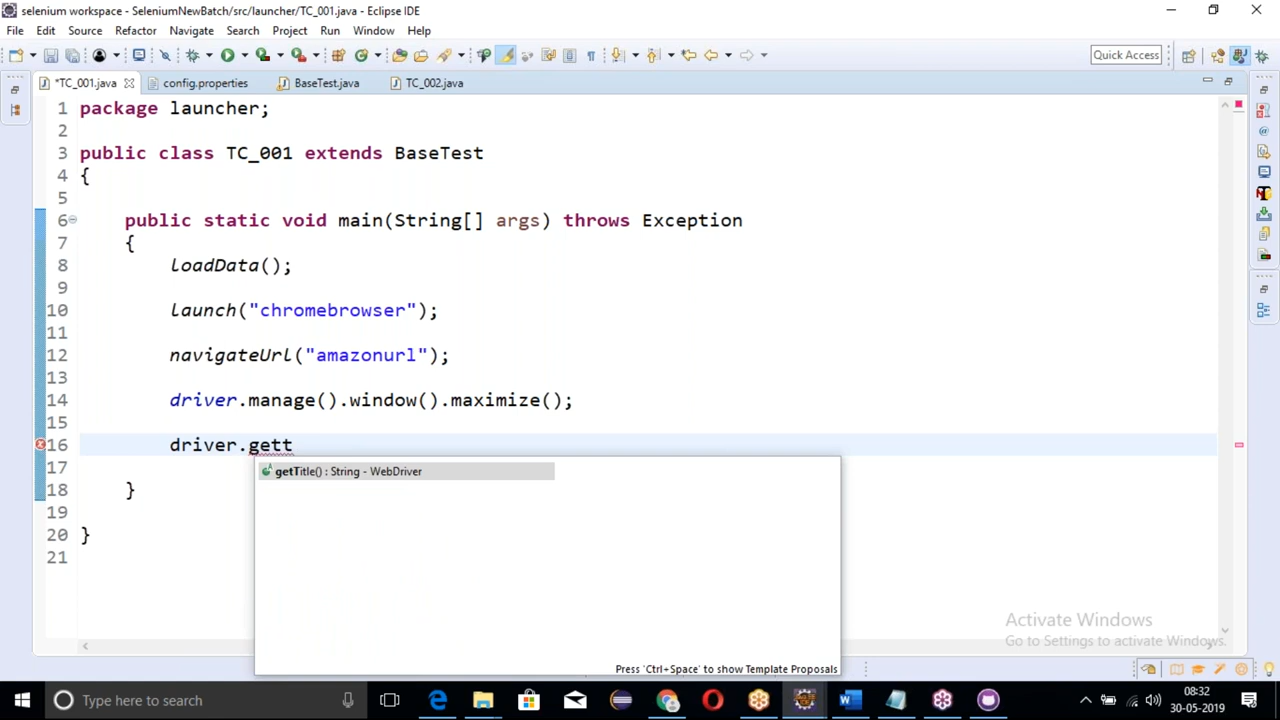 selenium workspace - SeleniumNewBatch/src/launcher/TC_001.java - Eclipse IDE
File Edit Source Refactor Navigate Search Project Run Window Help
Quick Access
*TC_001.java config.properties BaseTest.java TC_002.java
1 package launcher;
2
3 public class TC_001 extends BaseTest
4 {
5
6 public static void main(String[] args) throws Exception
7 {
8 loadData();
9
10 launch("chromebrowser");
11
12 navigateUrl("amazonurl");
13
14 driver.manage().window().maximize();
15
16 driver.gett
17
getTitle() : String - WebDriver
18 }
19
20 }
21
Activate Windows
Go to Settings to activate Windows.
Press 'Ctrl+Space' to show Template Proposals
Type here to search
08:32
30-05-2019